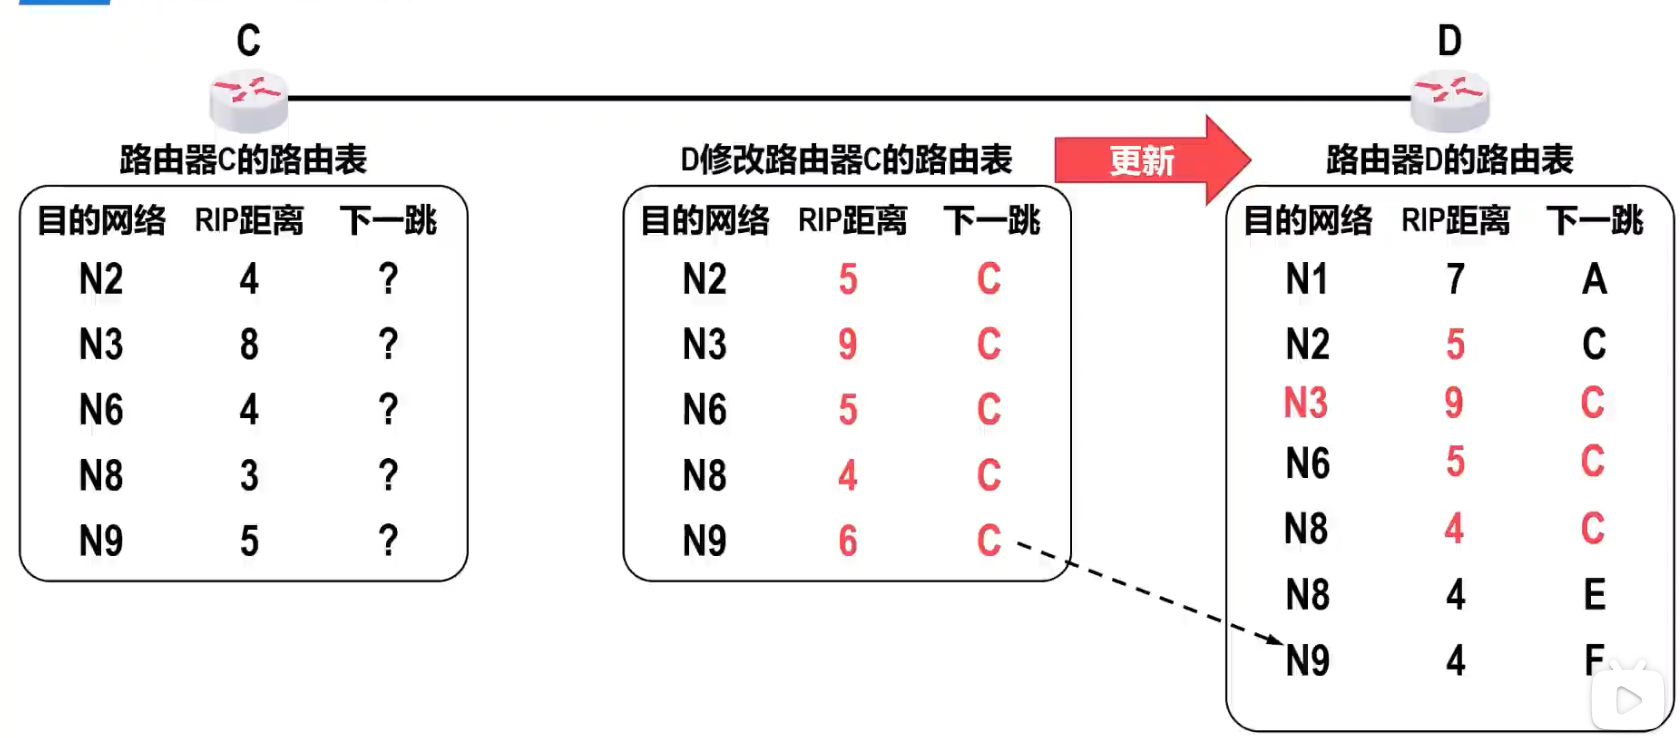 C
D
路由器C的路由表
D修改路由器C的路由表
更新
路由器D的路由表
目的网络 RIP距离 下一跳
N2 4 ?
N3 8 ?
N6 4 ?
N8 3 ?
N9 5 ?
目的网络 RIP距离 下一跳
N2 5 C
N3 9 C
N6 5 C
N8 4 C
N9 6 C
目的网络 RIP距离 下一跳
N1 7 A
N2 5 C
N3 9 C
N6 5 C
N8 4 C
N8 4 E
N9 4 F